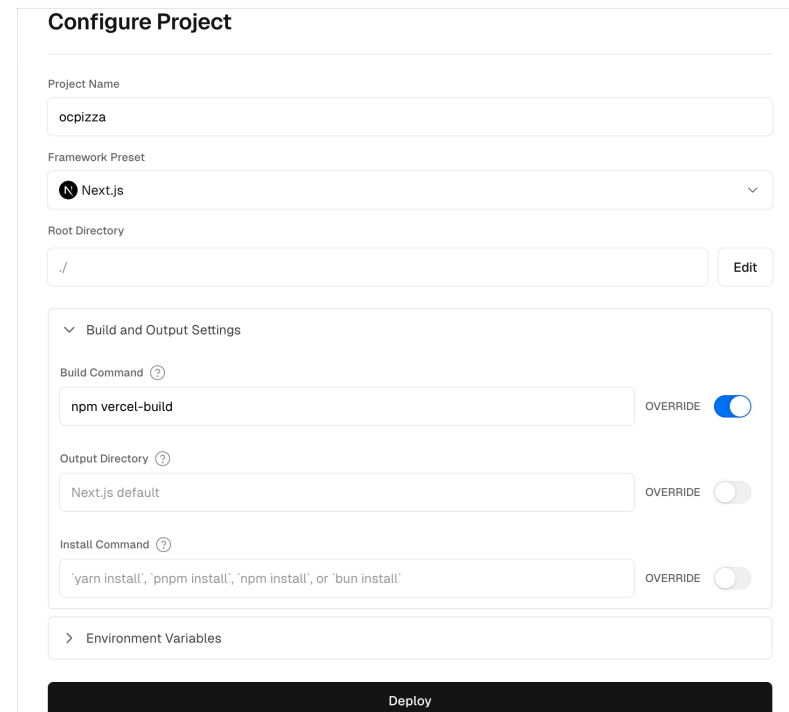 Configure Project
Project Name
ocpizza
Framework Preset
N Next.js
Root Directory
./
Edit
Build and Output Settings
Build Command ?
npm vercel-build
OVERRIDE
Output Directory ?
Next.js default
OVERRIDE
Install Command ?
`yarn install`, `pnpm install`, `npm install`, or `bun install`
OVERRIDE
Environment Variables
Deploy